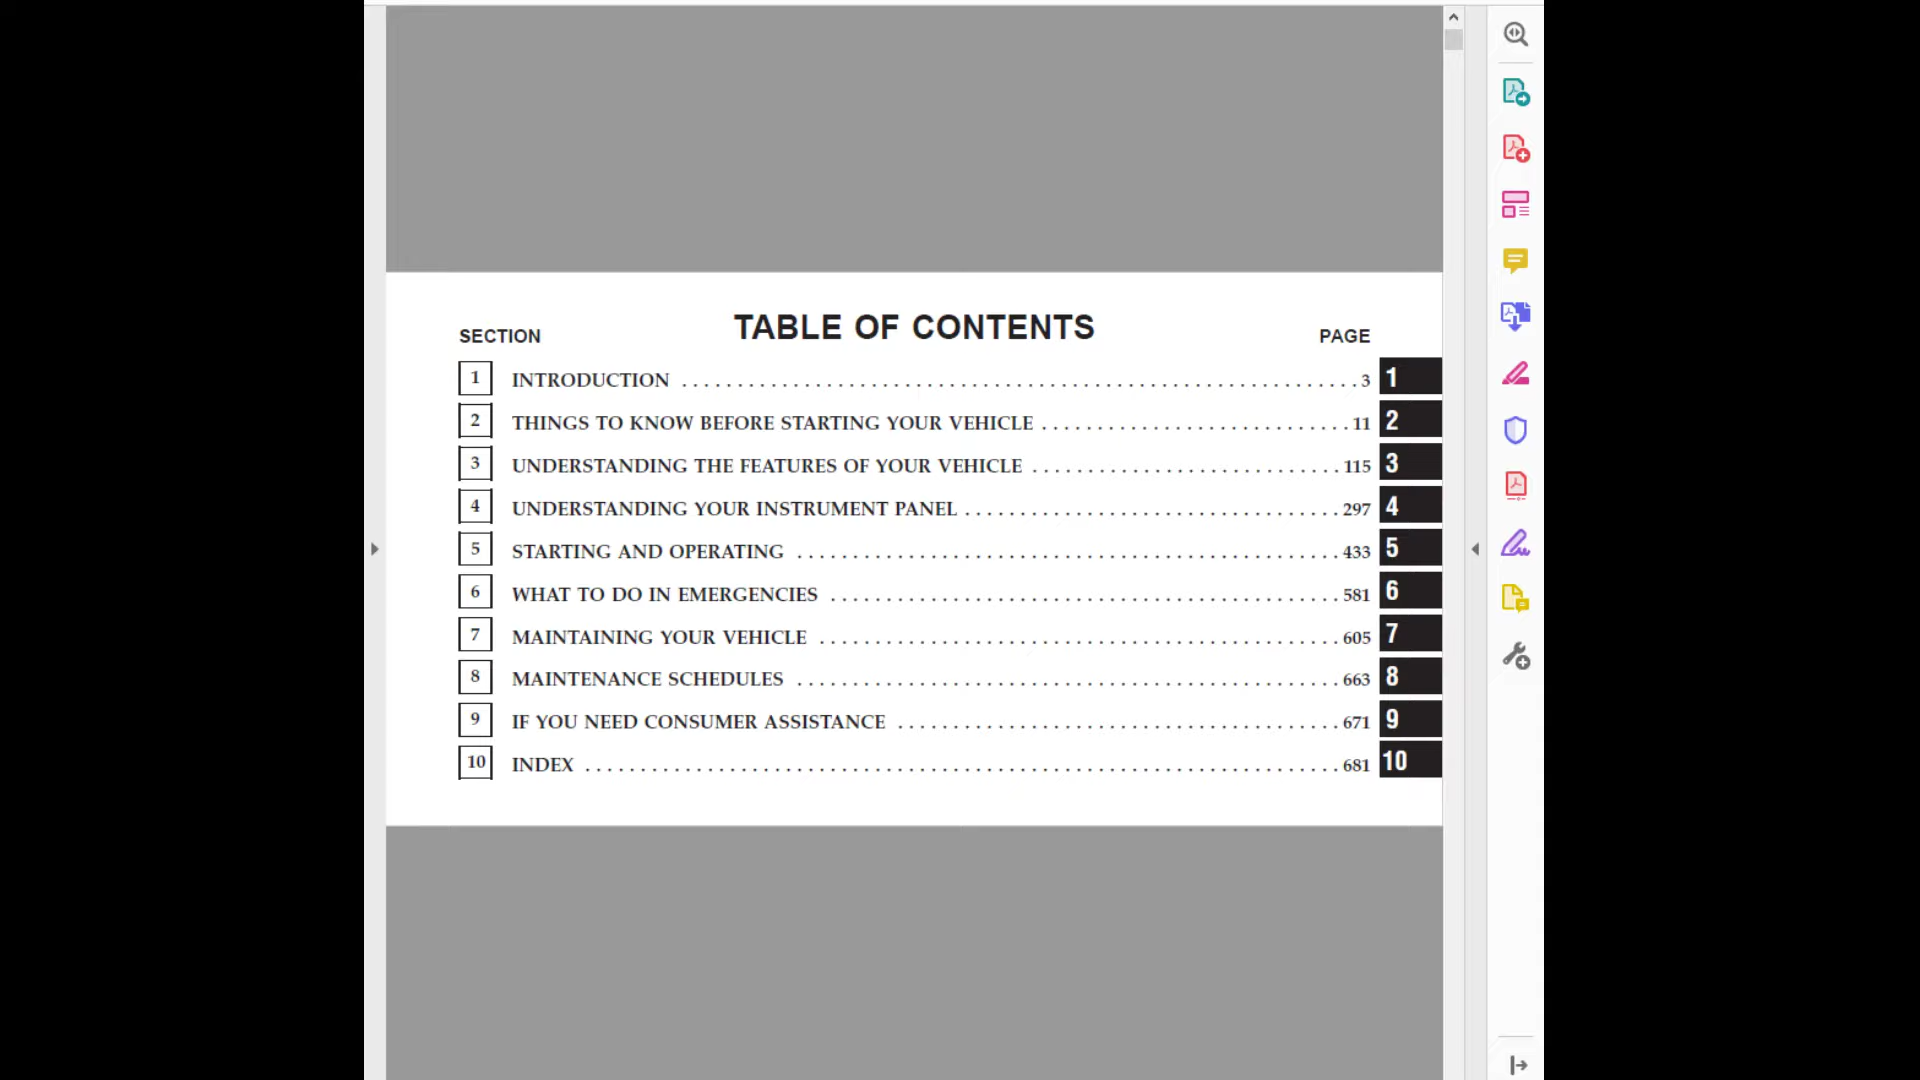 TABLE OF CONTENTS
SECTION PAGE
1 INTRODUCTION . . . . . . . . . . . . . . . . . . . . . . . . . . . . . . . . . . . . . . . . . . . . . . . . . . . . . . . . . . . . . 3 1
2 THINGS TO KNOW BEFORE STARTING YOUR VEHICLE . . . . . . . . . . . . . . . . . . . . . . . . . . . . 11 2
3 UNDERSTANDING THE FEATURES OF YOUR VEHICLE . . . . . . . . . . . . . . . . . . . . . . . . . . . . 115 3
4 UNDERSTANDING YOUR INSTRUMENT PANEL . . . . . . . . . . . . . . . . . . . . . . . . . . . . . . . . . . 297 4
5 STARTING AND OPERATING . . . . . . . . . . . . . . . . . . . . . . . . . . . . . . . . . . . . . . . . . . . . . . . . . 433 5
6 WHAT TO DO IN EMERGENCIES . . . . . . . . . . . . . . . . . . . . . . . . . . . . . . . . . . . . . . . . . . . . . . 581 6
7 MAINTAINING YOUR VEHICLE . . . . . . . . . . . . . . . . . . . . . . . . . . . . . . . . . . . . . . . . . . . . . . . 605 7
8 MAINTENANCE SCHEDULES . . . . . . . . . . . . . . . . . . . . . . . . . . . . . . . . . . . . . . . . . . . . . . . . . 663 8
9 IF YOU NEED CONSUMER ASSISTANCE . . . . . . . . . . . . . . . . . . . . . . . . . . . . . . . . . . . . . . . . 671 9
10 INDEX . . . . . . . . . . . . . . . . . . . . . . . . . . . . . . . . . . . . . . . . . . . . . . . . . . . . . . . . . . . . . . . . . . . . 681 10